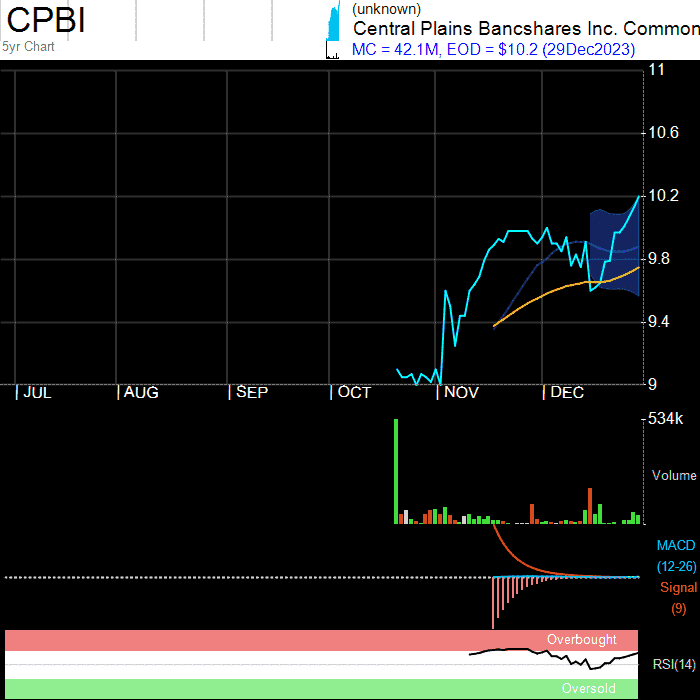 CPBI
5yr Chart
(unknown)
Central Plains Bancshares Inc. Common
MC = 42.1M, EOD = $10.2 (29Dec2023)
11
10.6
10.2
9.8
9.4
9
JUL AUG SEP OCT NOV DEC
534k
Volume
MACD
(12-26)
Signal
(9)
Overbought
RSI(14)
Oversold